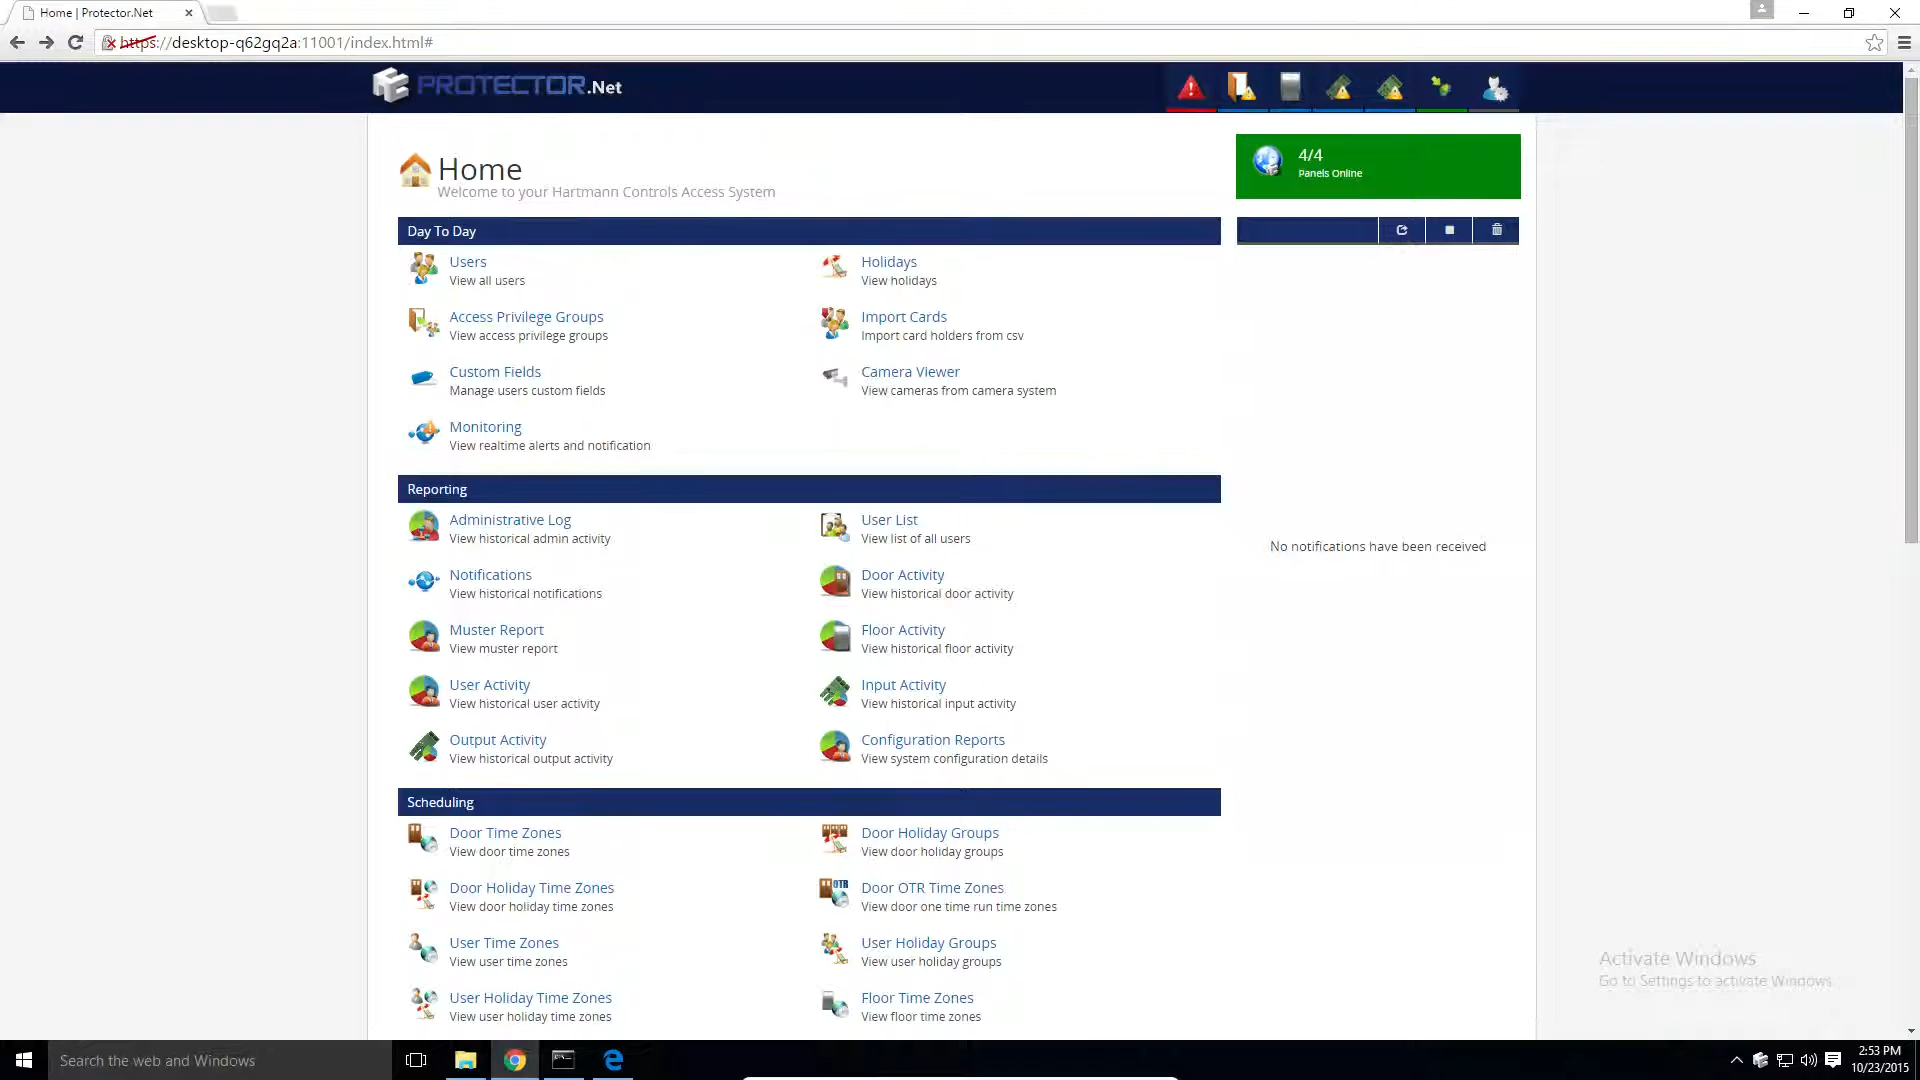 Home | Protector.Net
https://desktop-q62gq2a:11001/index.html#
PROTECTOR.Net
Home
Welcome to your Hartmann Controls Access System
4/4
Panels Online
Day To Day
Users
View all users
Holidays
View holidays
Access Privilege Groups
View access privilege groups
Import Cards
Import card holders from csv
Custom Fields
Manage users custom fields
Camera Viewer
View cameras from camera system
Monitoring
View realtime alerts and notification
Reporting
Administrative Log
View historical admin activity
User List
View list of all users
No notifications have been received
Notifications
View historical notifications
Door Activity
View historical door activity
Muster Report
View muster report
Floor Activity
View historical floor activity
User Activity
View historical user activity
Input Activity
View historical input activity
Output Activity
View historical output activity
Configuration Reports
View system configuration details
Scheduling
Door Time Zones
View door time zones
Door Holiday Groups
View door holiday groups
Door Holiday Time Zones
View door holiday time zones
OTR
Door OTR Time Zones
View door one time run time zones
User Time Zones
View user time zones
User Holiday Groups
View user holiday groups
User Holiday Time Zones
View user holiday time zones
Floor Time Zones
View floor time zones
Activate Windows
Go to Settings to activate Windows.
Search the web and Windows
2:53 PM
10/23/2015